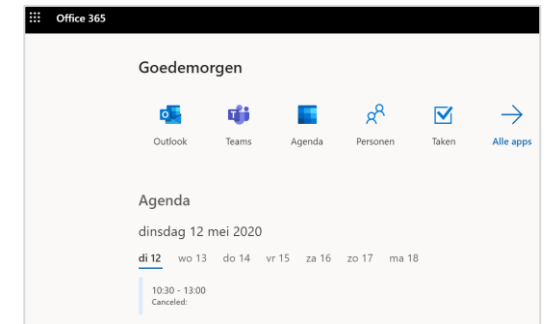 Office 365
Goedemorgen
Outlook Teams Agenda Personen Taken Alle apps
Agenda
dinsdag 12 mei 2020
di 12 wo 13 do 14 vr 15 za 16 zo 17 ma 18
10:30 - 13:00
Canceled: